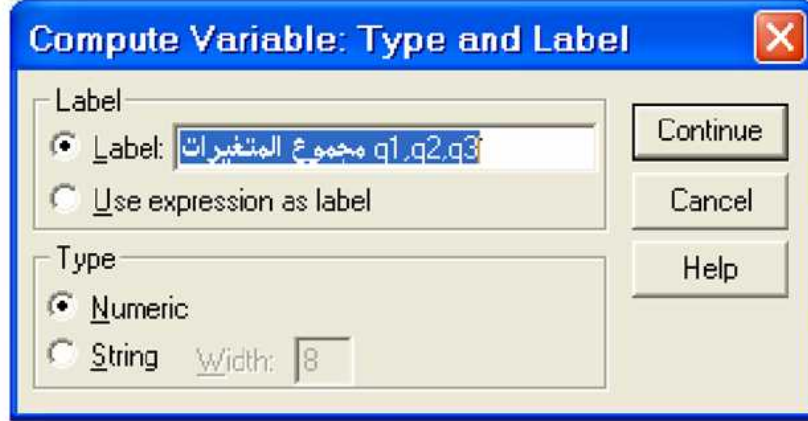 Compute Variable: Type and Label
Label
Label: مجموع المتغيرات q1,q2,q3
Use expression as label
Type
Numeric
String Width: 8
Continue
Cancel
Help